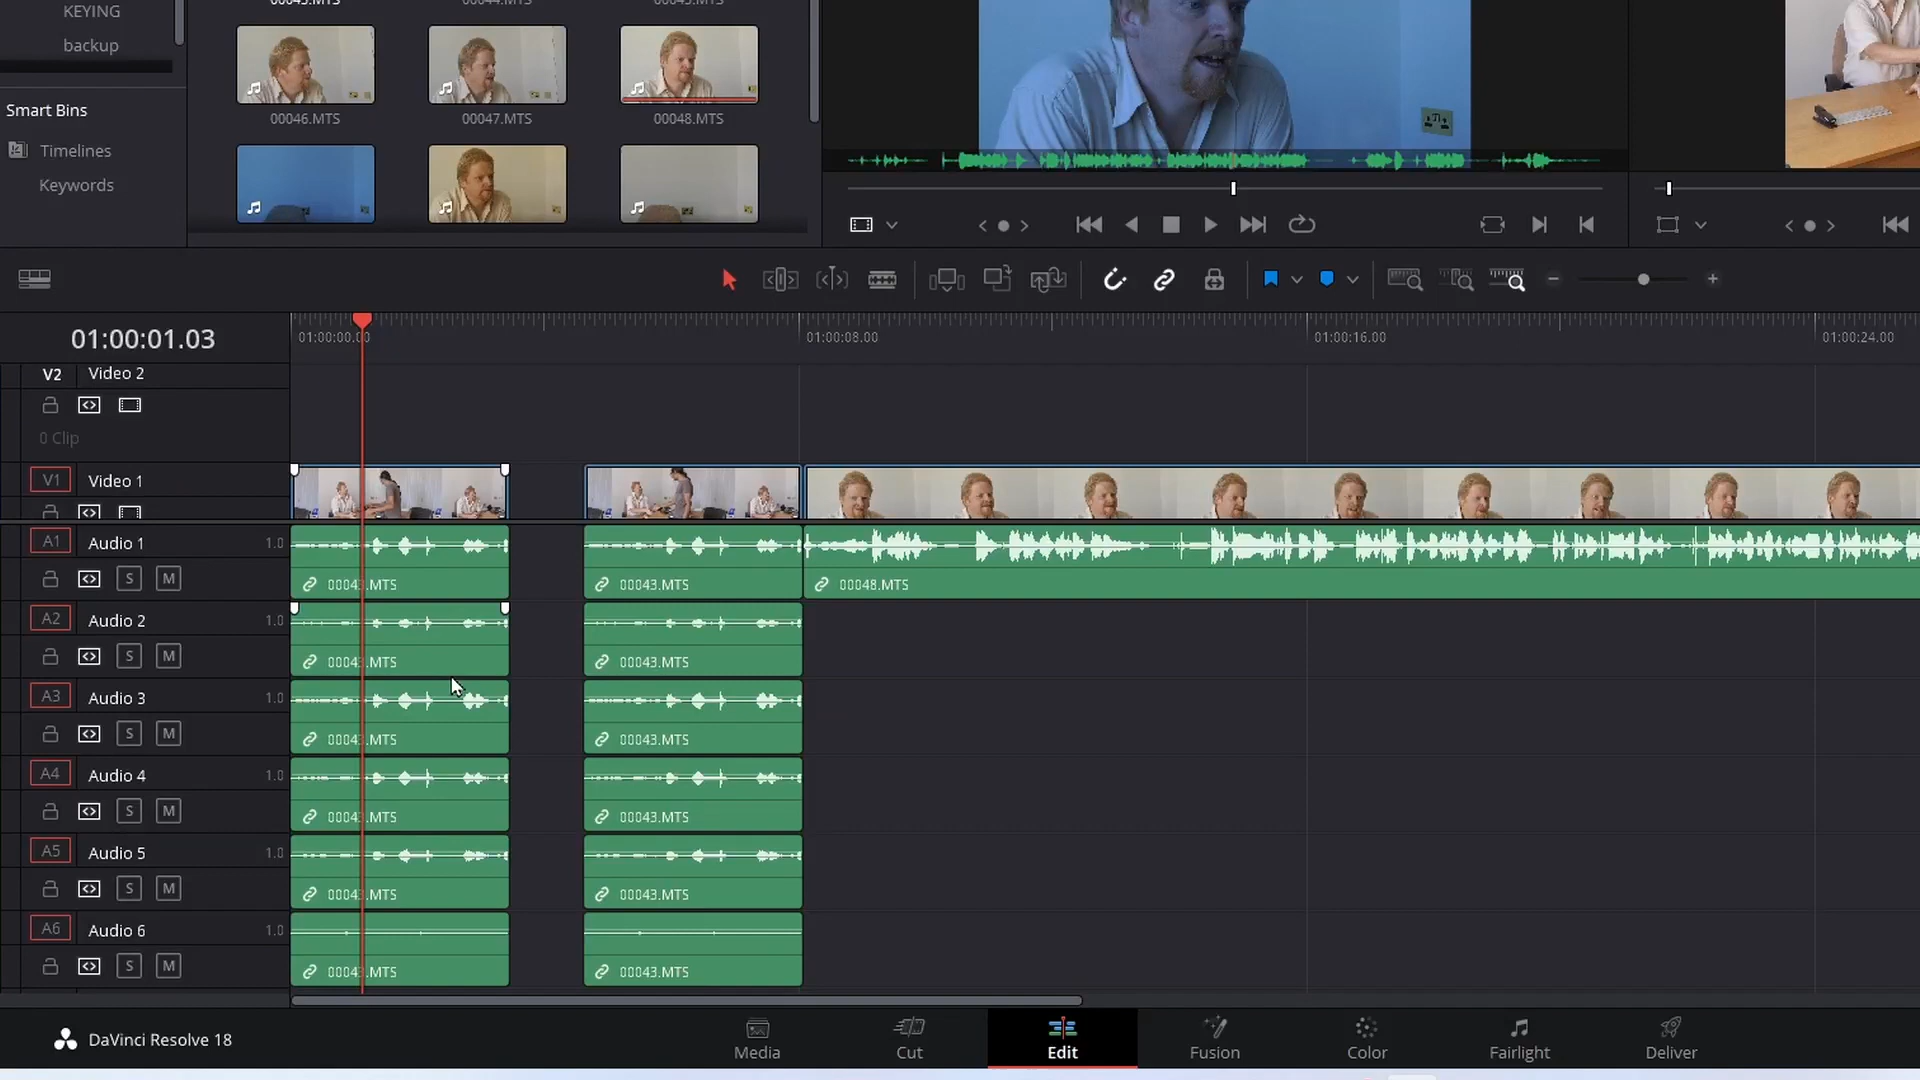 KEYING
backup
Smart Bins
Timelines
Keywords
00046.MTS
00047.MTS
00048.MTS
01:00:01.03
01:00:00.00
01:00:08.00
01:00:16.00
01:00:24.00
V2 Video 2
0 Clip
V1 Video 1
A1 Audio 1 1.0
S M
00043.MTS
00043.MTS
00048.MTS
A2 Audio 2 1.0
S M
00043.MTS
00043.MTS
A3 Audio 3 1.0
S M
00043.MTS
00043.MTS
A4 Audio 4 1.0
S M
00043.MTS
00043.MTS
A5 Audio 5 1.0
S M
00043.MTS
00043.MTS
A6 Audio 6 1.0
S M
00043.MTS
00043.MTS
DaVinci Resolve 18
Media
Cut
Edit
Fusion
Color
Fairlight
Deliver